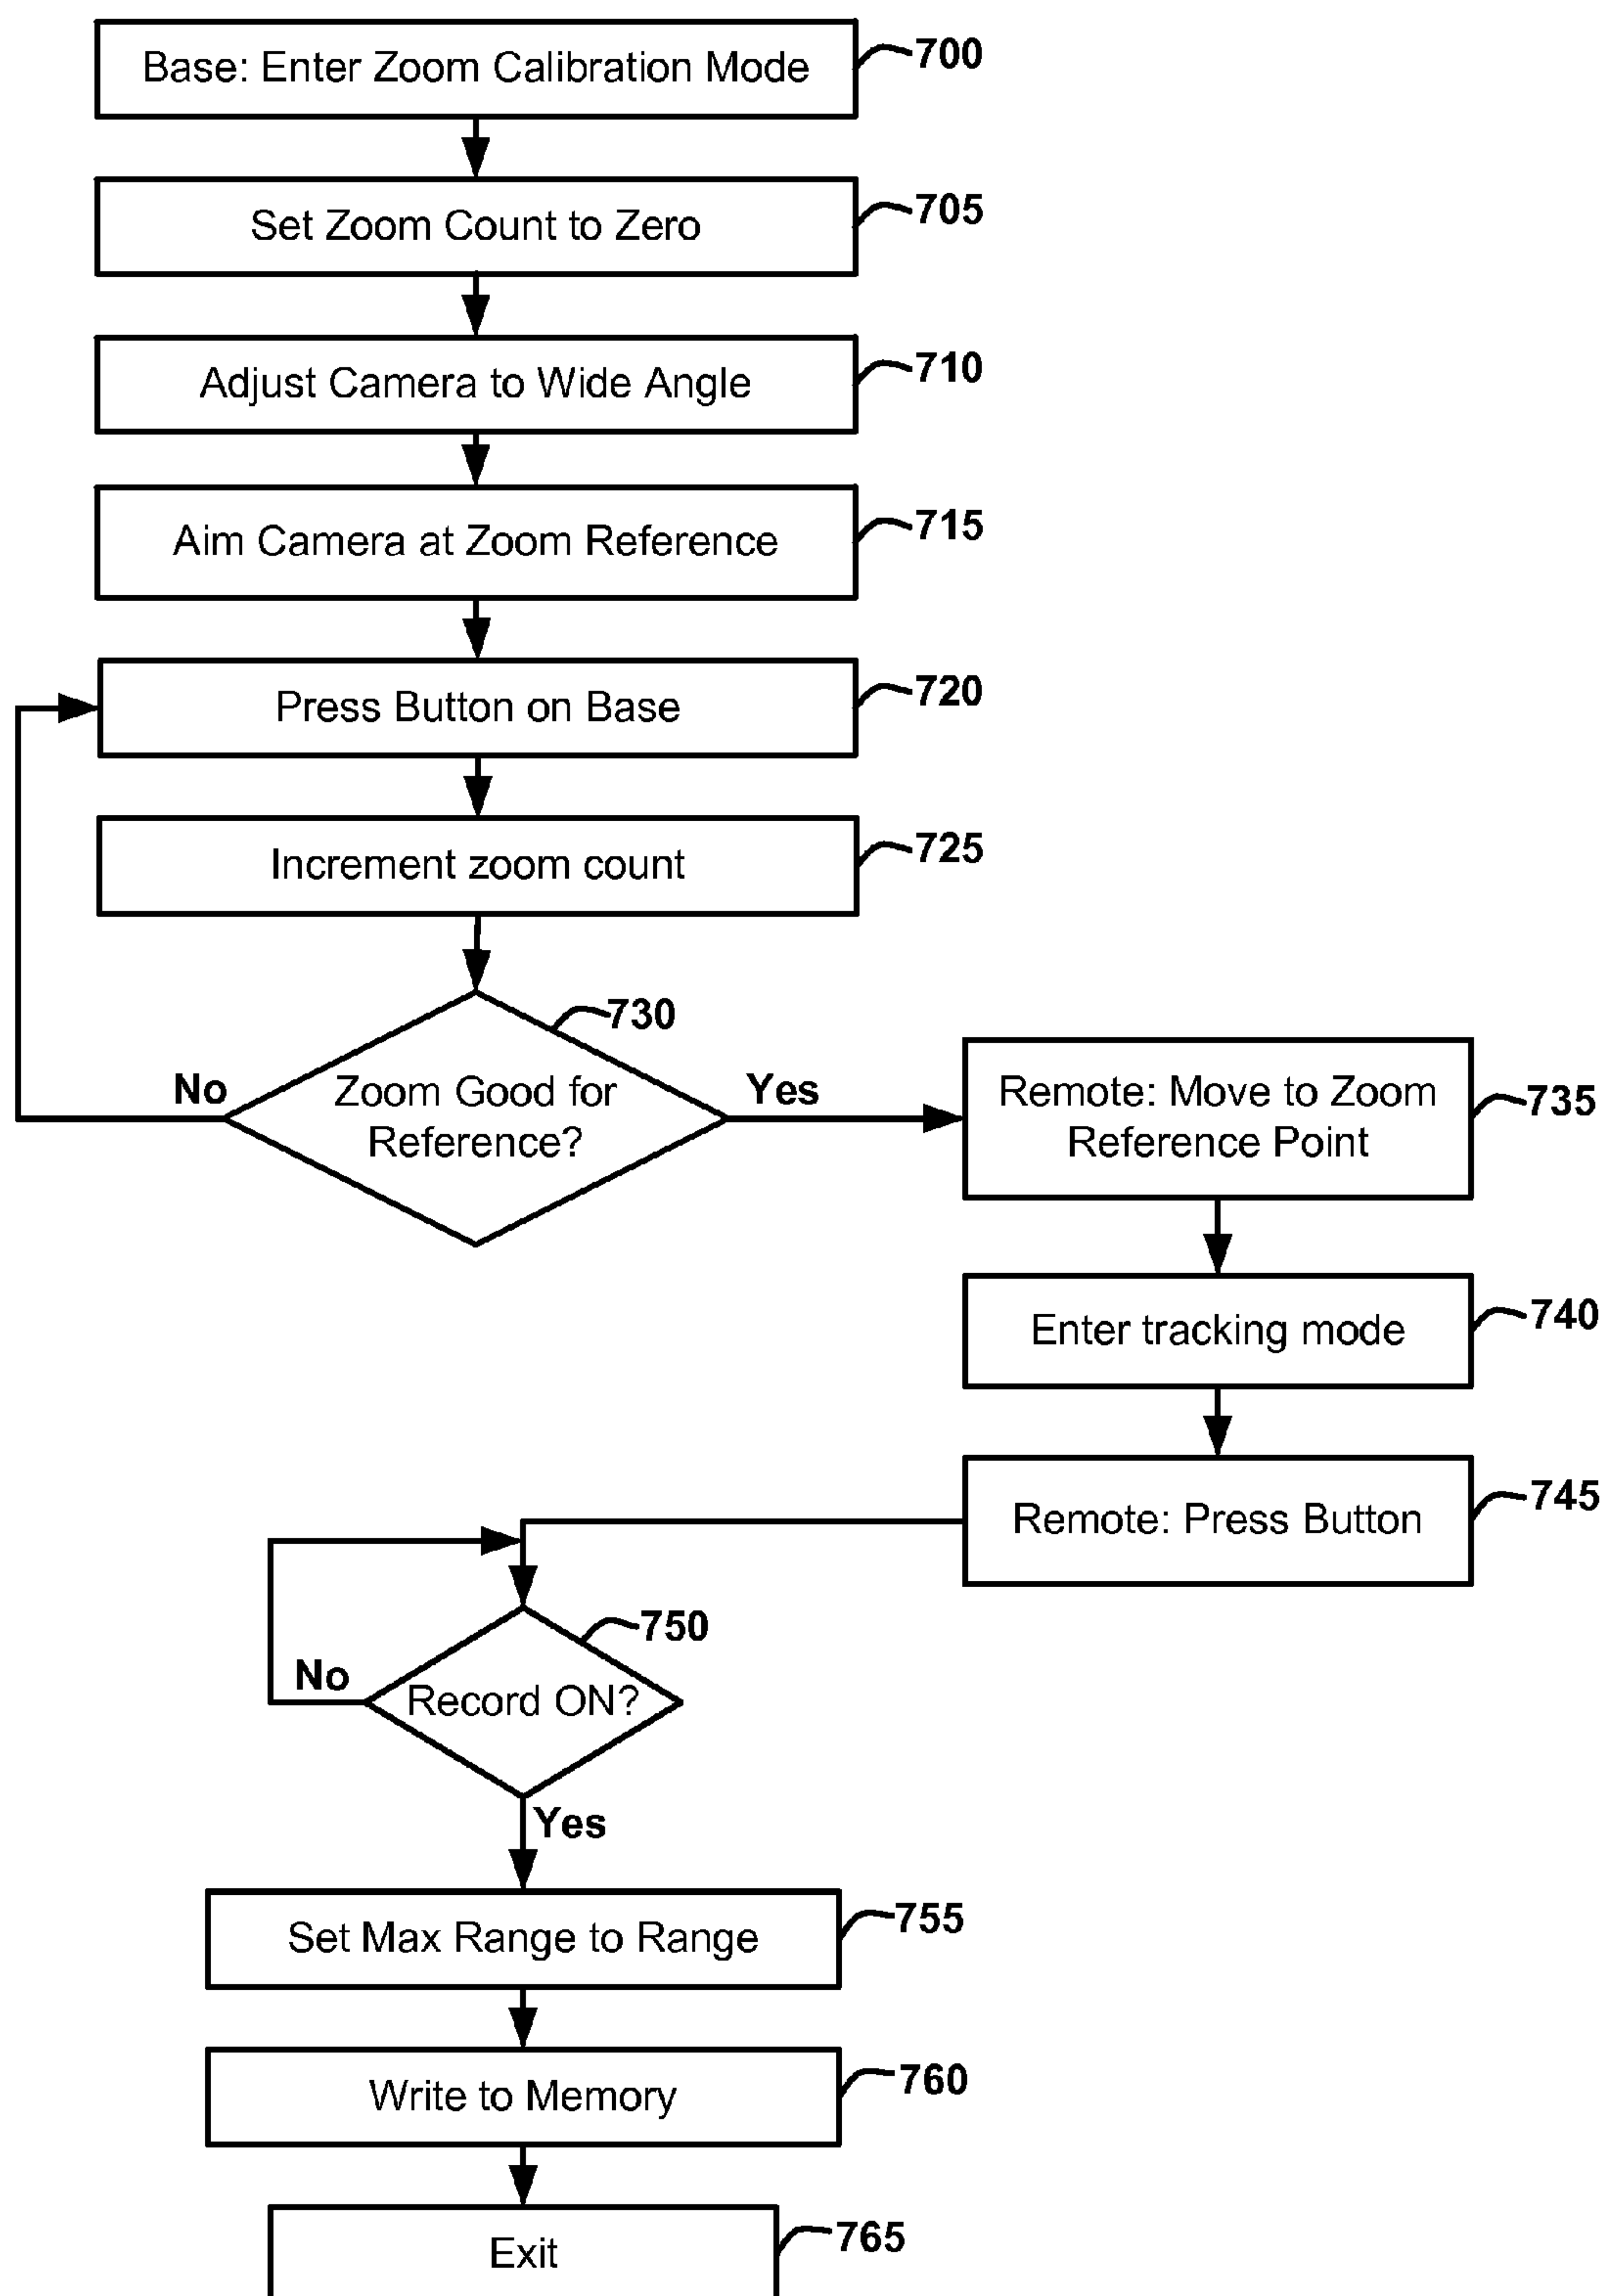 Base: Enter Zoom Calibration Mode
700
Set Zoom Count to Zero
705
Adjust Camera to Wide Angle
710
Aim Camera at Zoom Reference
715
Press Button on Base
720
Increment zoom count
725
730
Zoom Good for
Reference?
No
Yes
Remote: Move to Zoom
Reference Point
735
Enter tracking mode
740
Remote: Press Button
745
750
Record ON?
No
Yes
Set Max Range to Range
755
Write to Memory
760
Exit
765